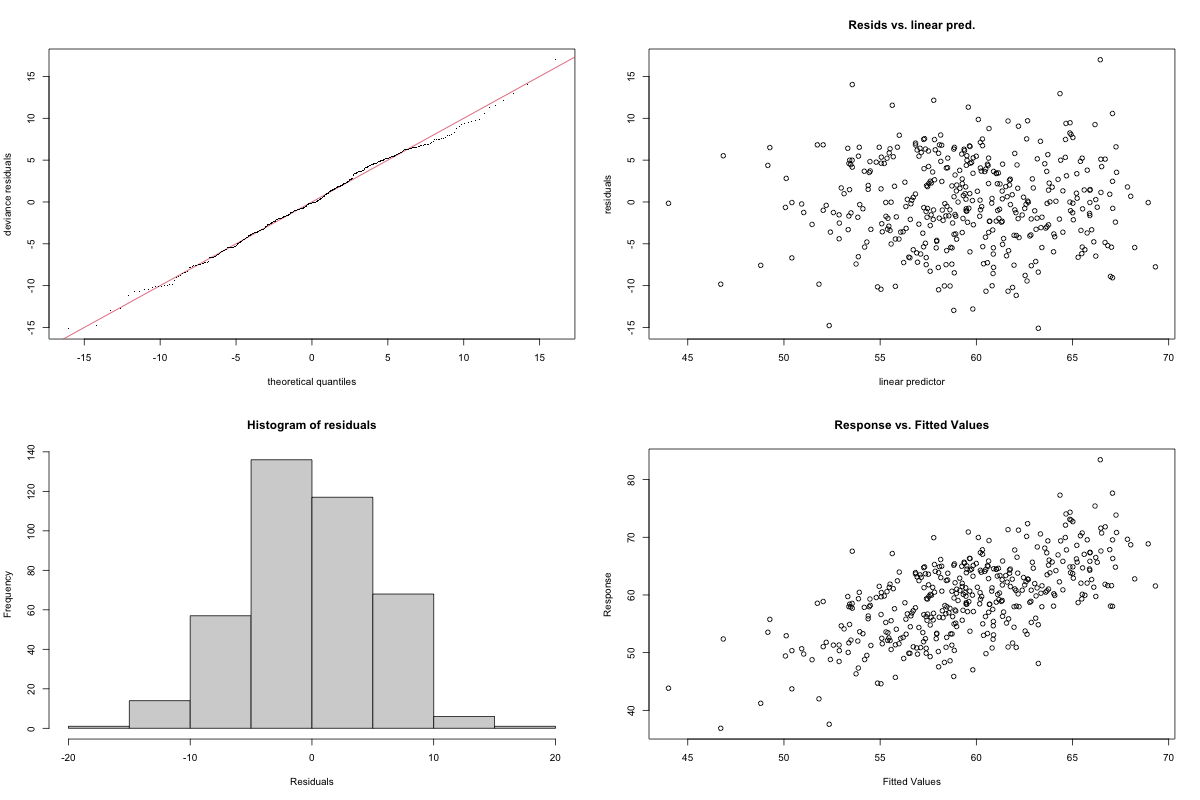 15
10
5
0
-5
-10
-15
deviance residuals
-15 -10 -5 0 5 10 15
theoretical quantiles
Resids vs. linear pred.
15
10
5
0
-5
-10
-15
residuals
45 50 55 60 65 70
linear predictor
Histogram of residuals
140
120
100
80
60
40
20
0
Frequency
-20 -10 0 10 20
Residuals
Response vs. Fitted Values
80
70
60
50
40
Response
45 50 55 60 65 70
Fitted Values